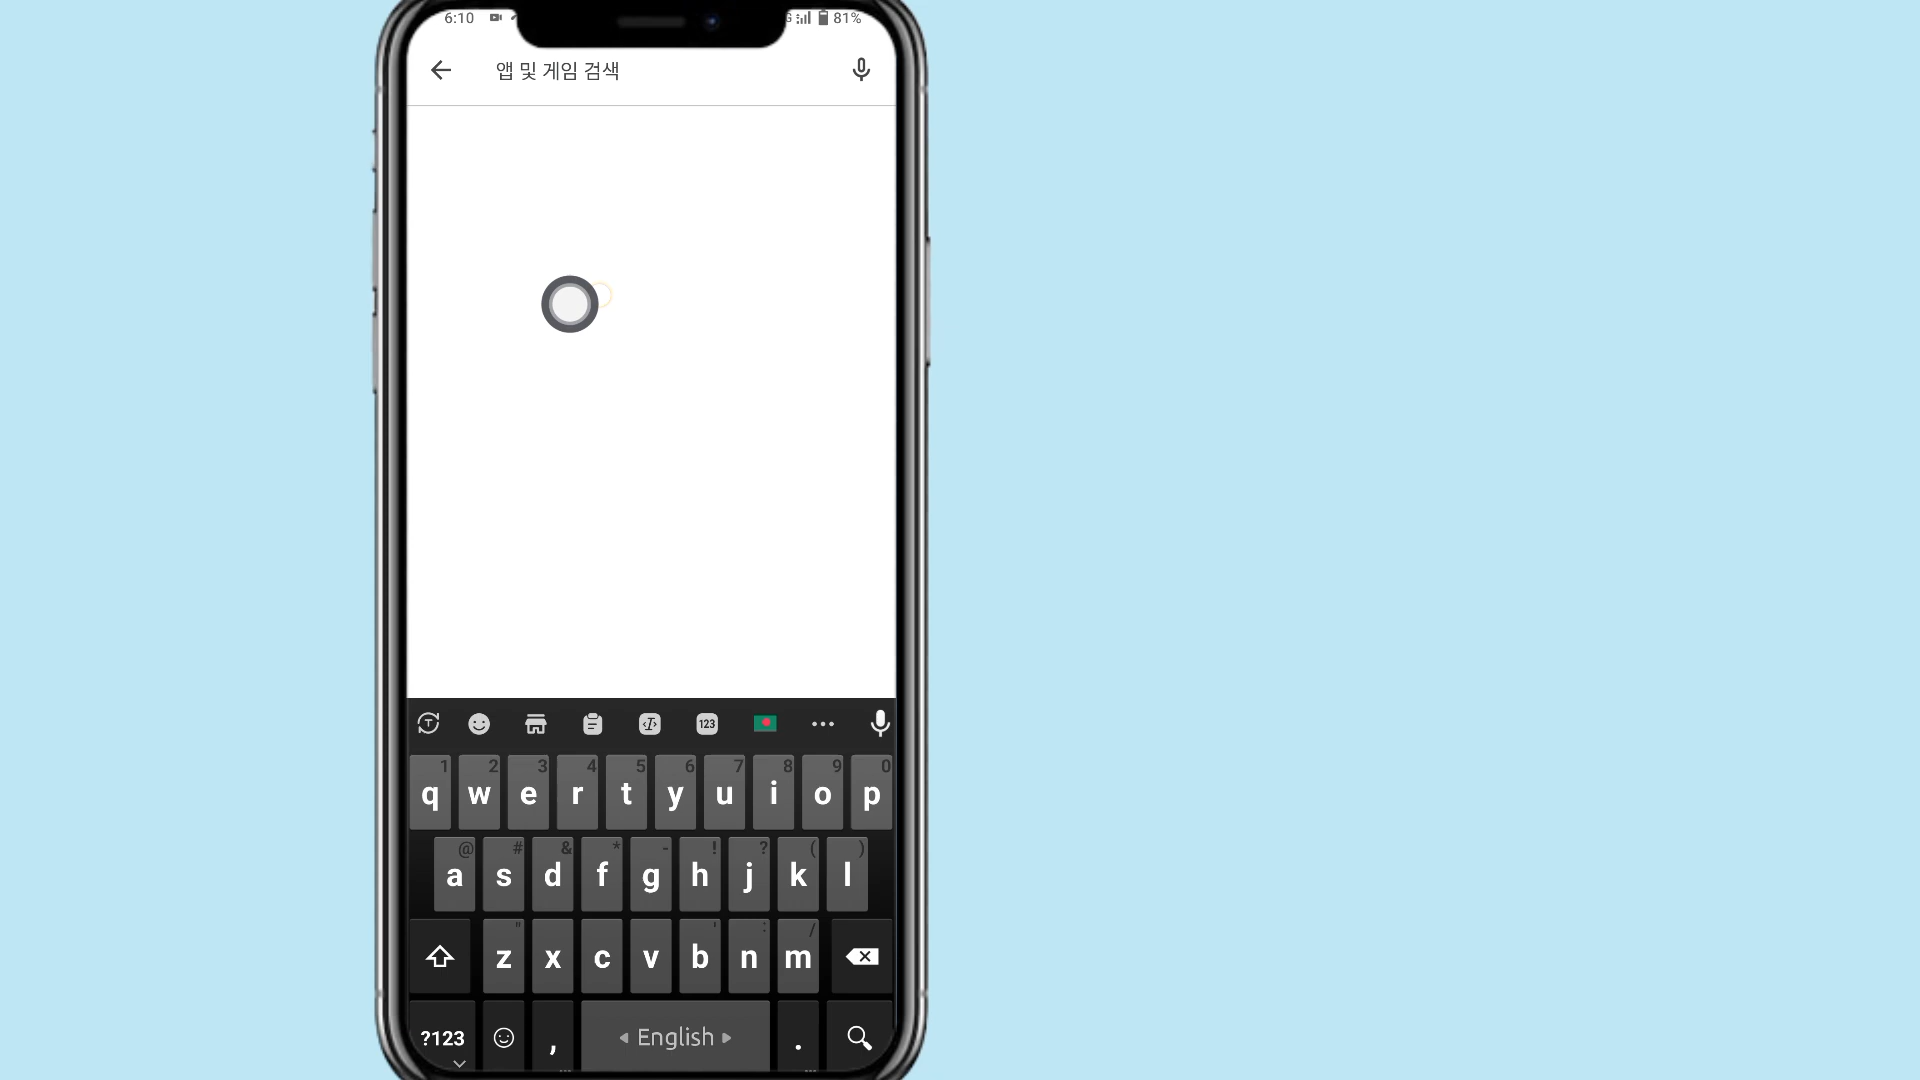 6:10 81%
앱 및 게임 검색
123
1 2 3 4 5 6 7 8 9 0
q w e r t y u i o p
@ # & * - ! ? ( )
a s d f g h j k l
" ' : /
z x c v b n m
?123 , English .